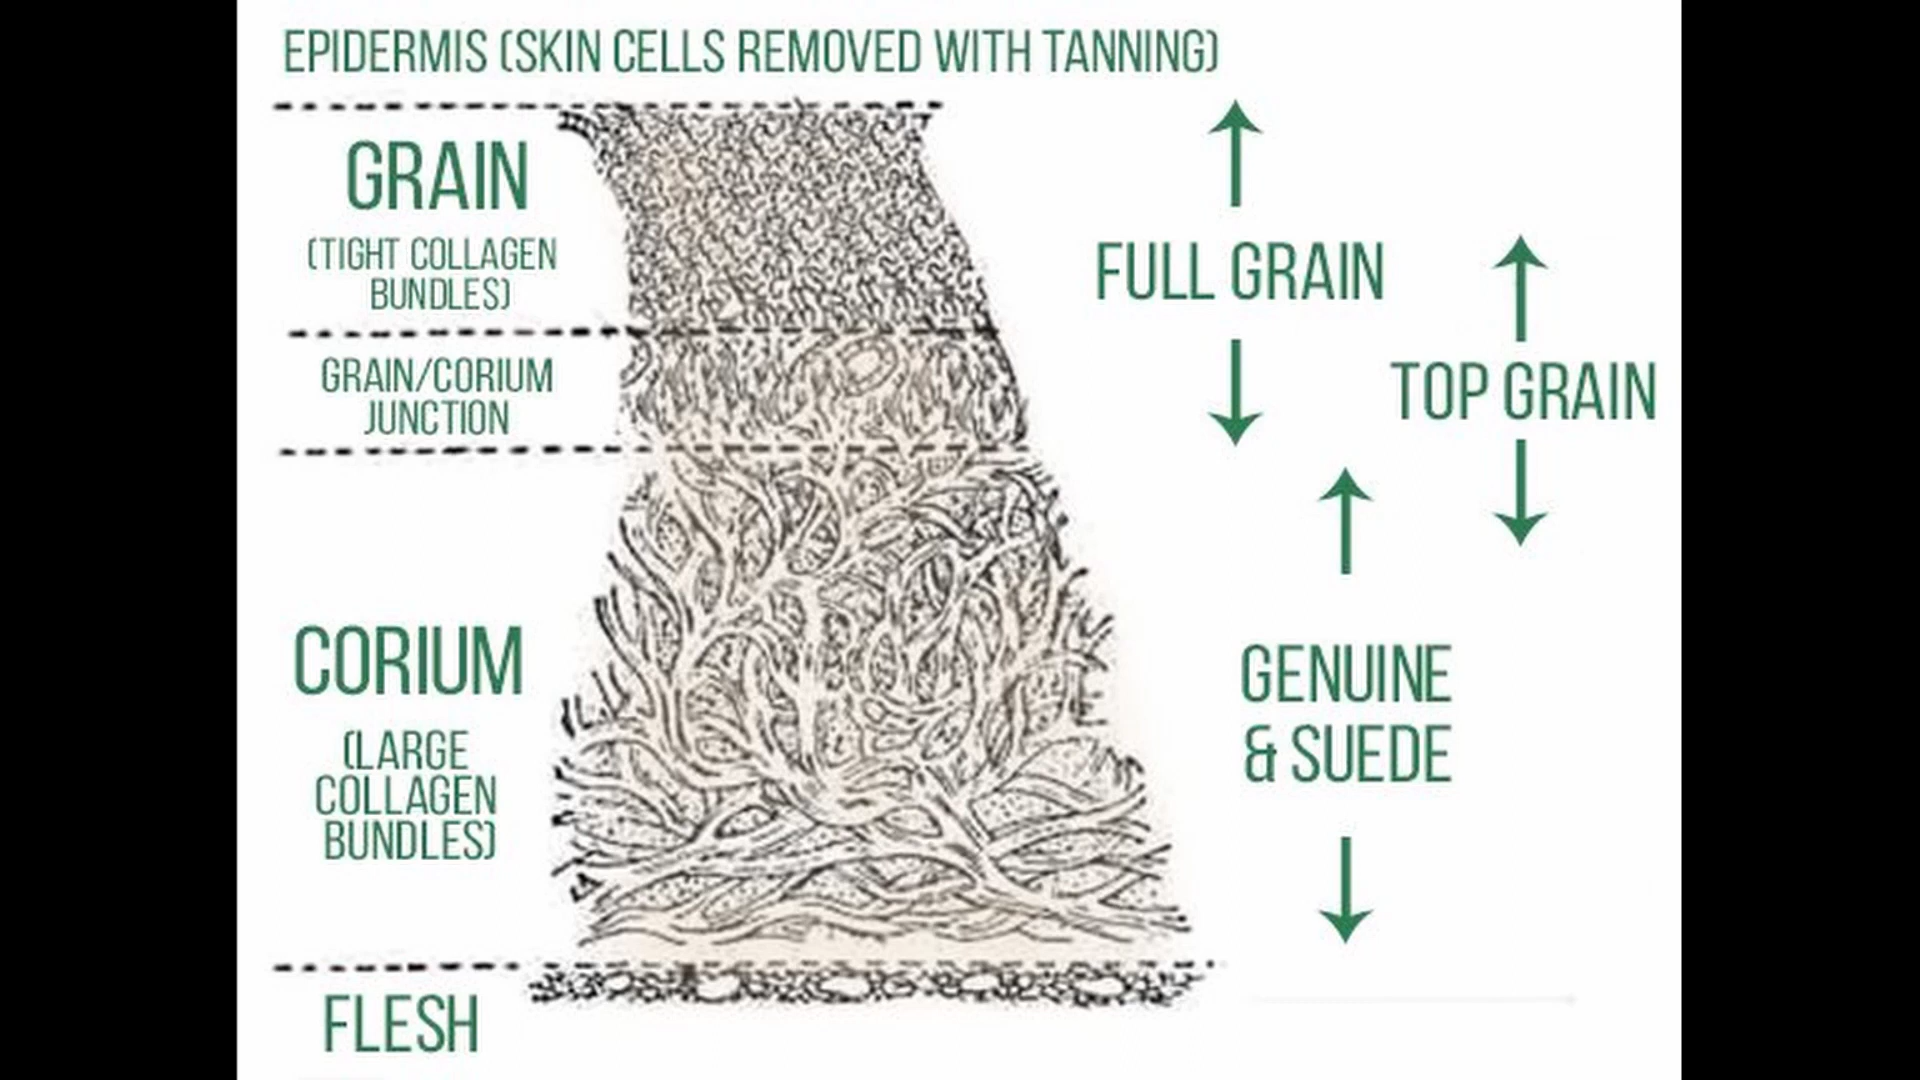 EPIDERMIS (SKIN CELLS REMOVED WITH TANNING)
GRAIN
(TIGHT COLLAGEN
BUNDLES)
GRAIN/CORIUM
JUNCTION
CORIUM
(LARGE
COLLAGEN
BUNDLES)
FLESH
FULL GRAIN
TOP GRAIN
GENUINE
& SUEDE